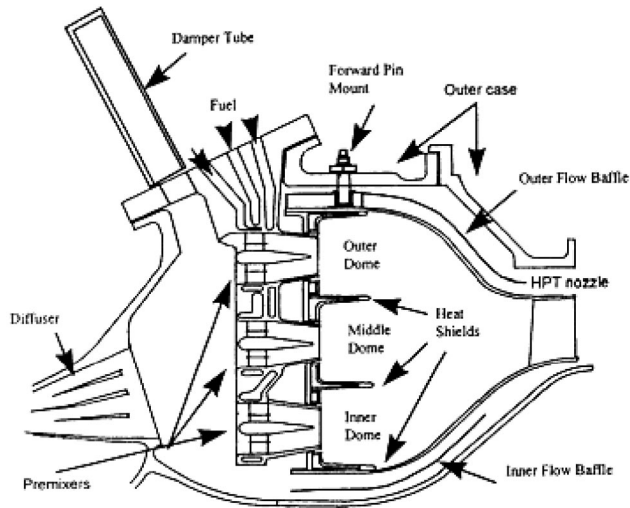 Damper Tube
Fuel
Forward Pin
Mount
Outer case
Outer Flow Baffle
Outer
Dome
HPT nozzle
Heat
Shields
Diffuser
Middle
Dome
Inner
Dome
Premixers
Inner Flow Baffle